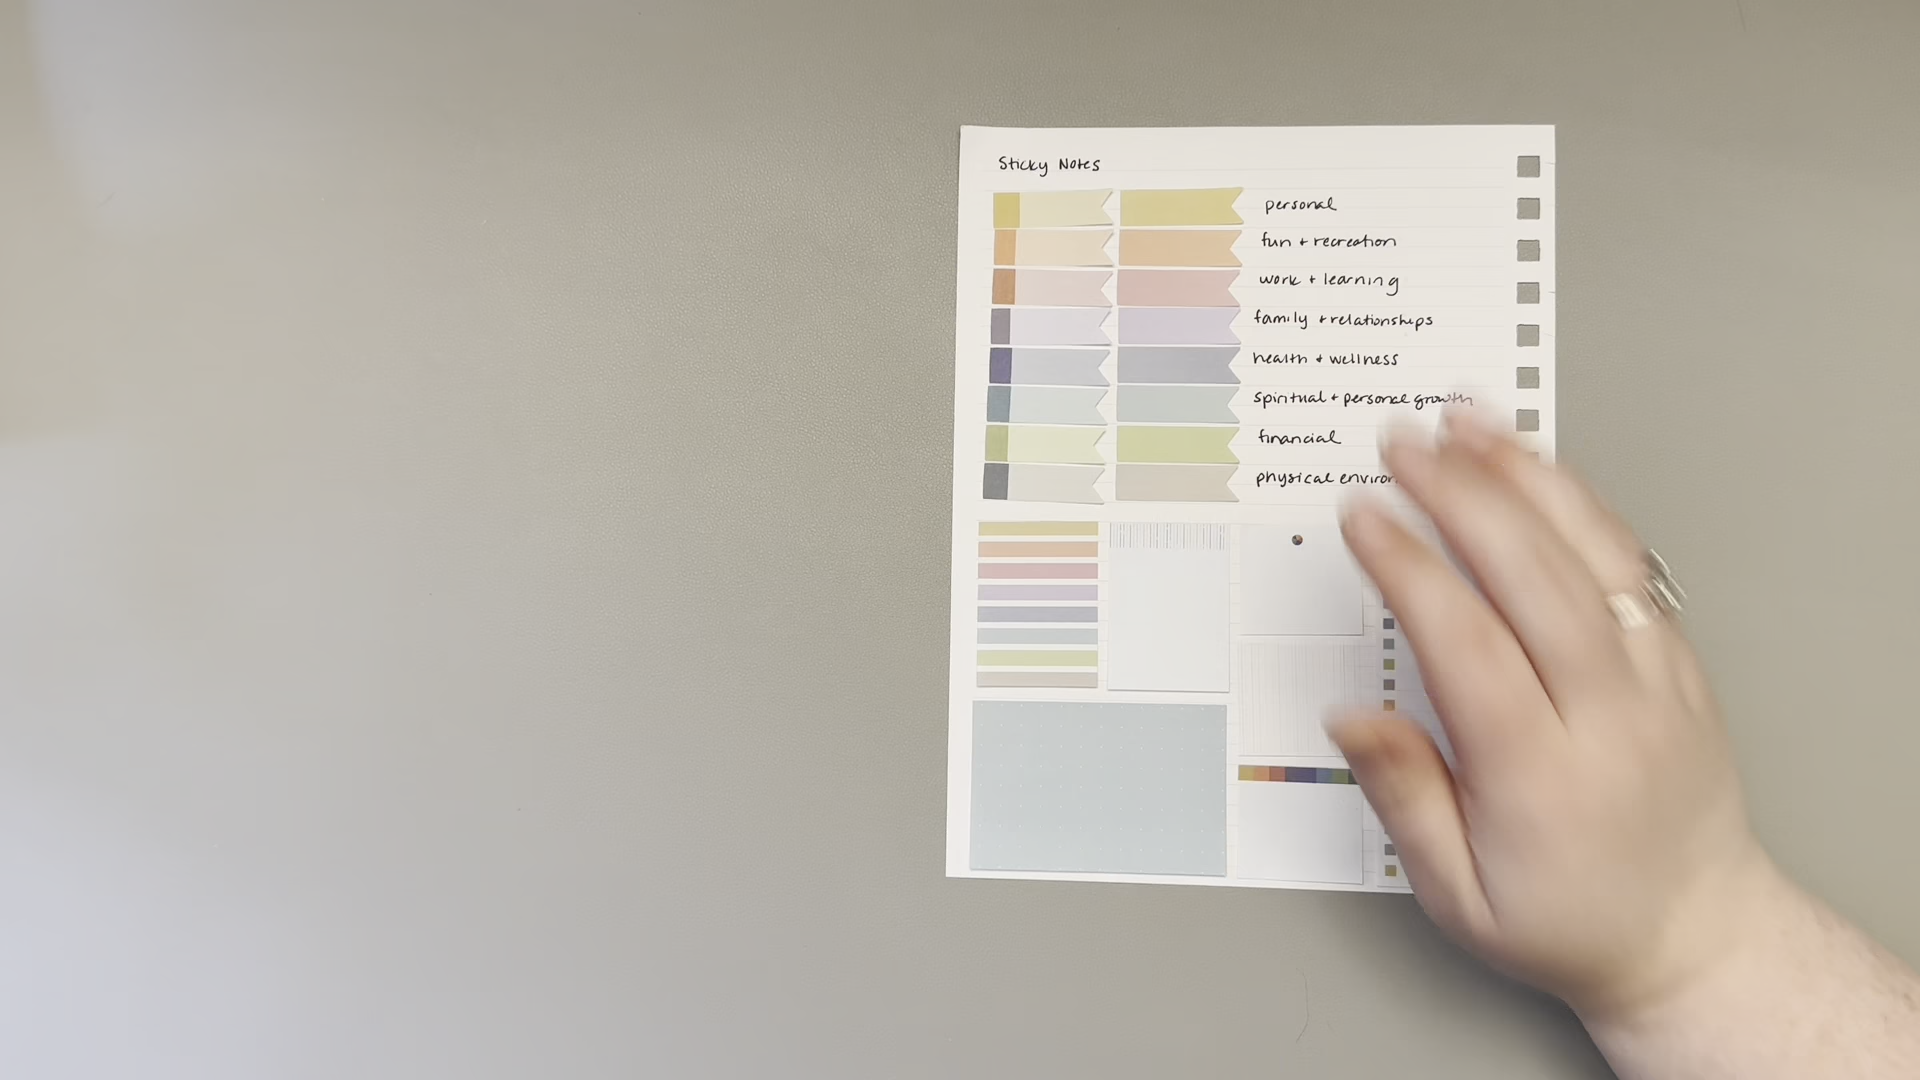 Sticky Notes
personal
fun + recreation
work + learning
family + relationships
health + wellness
spiritual + personal growth
financial
physical